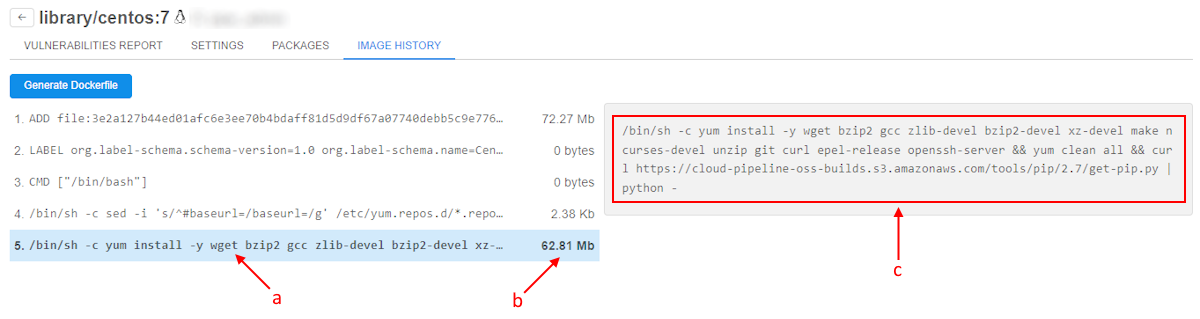 library/centos:7
VULNERABILITIES REPORT SETTINGS PACKAGES IMAGE HISTORY
Generate Dockerfile
1. ADD file:3e2a127b44ed01afc6e3ee70b4bdaff81d5d9df67a07740debb5c9e776… 72.27 Mb
2. LABEL org.label-schema.schema-version=1.0 org.label-schema.name=Cen… 0 bytes
3. CMD ["/bin/bash"] 0 bytes
4. /bin/sh -c sed -i 's/^#baseurl=/baseurl=/g' /etc/yum.repos.d/*.repo… 2.38 Kb
5. /bin/sh -c yum install -y wget bzip2 gcc zlib-devel bzip2-devel xz-… 62.81 Mb
/bin/sh -c yum install -y wget bzip2 gcc zlib-devel bzip2-devel xz-devel make n
curses-devel unzip git curl epel-release openssh-server && yum clean all && cur
l https://cloud-pipeline-oss-builds.s3.amazonaws.com/tools/pip/2.7/get-pip.py |
python -
a
b
c